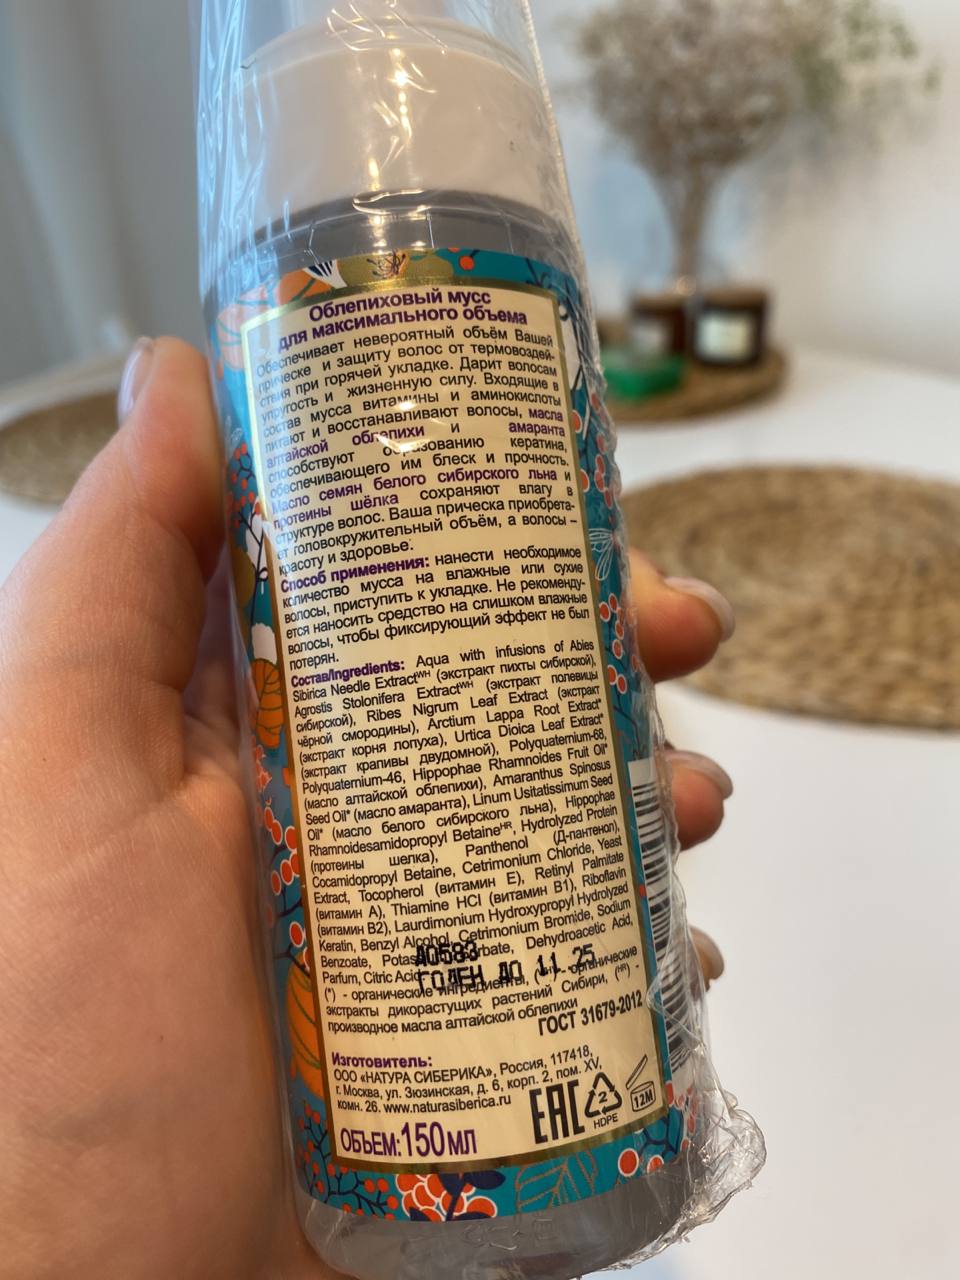 Облепиховый мусс
для максимального объема
Обеспечивает невероятный объём Вашей
прическе и защиту волос от термовоздей-
ствия при горячей укладке. Дарит волосам
упругость и жизненную силу. Входящие в
состав мусса витамины и аминокислоты
питают и восстанавливают волосы, масла
алтайской облепихи и амаранта
способствуют образованию кератина,
обеспечивающего им блеск и прочность.
Масло семян белого сибирского льна и
протеины шёлка сохраняют влагу в
структуре волос. Ваша прическа приобрета-
ет головокружительный объём, а волосы –
красоту и здоровье.
Способ применения: нанести необходимое
количество мусса на влажные или сухие
волосы, приступить к укладке. Не рекоменду-
ется наносить средство на слишком влажные
волосы, чтобы фиксирующий эффект не был
потерян.
Состав/Ingredients: Aqua with infusions of Abies
Sibirica Needle Extractᵂᴴ (экстракт пихты сибирской),
Agrostis Stolonifera Extractᵂᴴ (экстракт полевицы
сибирской), Ribes Nigrum Leaf Extract (экстракт
чёрной смородины), Arctium Lappa Root Extract*
(экстракт корня лопуха), Urtica Dioica Leaf Extract*
(экстракт крапивы двудомной), Polyquaternium-68,
Polyquaternium-46, Hippophae Rhamnoides Fruit Oil*
(масло алтайской облепихи), Amaranthus Spinosus
Seed Oil* (масло амаранта), Linum Usitatissimum Seed
Oil* (масло белого сибирского льна), Hippophae
Rhamnoidesamidopropyl Betaineᴴᴿ, Hydrolyzed Protein
(протеины шелка), Panthenol (Д-пантенол),
Cocamidopropyl Betaine, Cetrimonium Chloride, Yeast
Extract, Tocopherol (витамин Е), Retinyl Palmitate
(витамин А), Thiamine HCl (витамин В1), Riboflavin
(витамин В2), Laurdimonium Hydroxypropyl Hydrolyzed
Keratin, Benzyl Alcohol, Cetrimonium Bromide, Sodium
Benzoate, Potassium Sorbate, Dehydroacetic Acid,
Parfum, Citric Acid
А0583
ГОДЕН ДО 11.25
(*) - органические ингредиенты, (ᵂᴴ) - органические
экстракты дикорастущих растений Сибири, (ᴴᴿ) -
производное масла алтайской облепихи
ГОСТ 31679-2012
Изготовитель:
ООО «НАТУРА СИБЕРИКА», Россия, 117418,
г. Москва, ул. Зюзинская, д. 6, корп. 2, пом. XV,
комн. 26. www.naturasiberica.ru
ОБЪЕМ:150МЛ
EAC
2
HDPE
12M